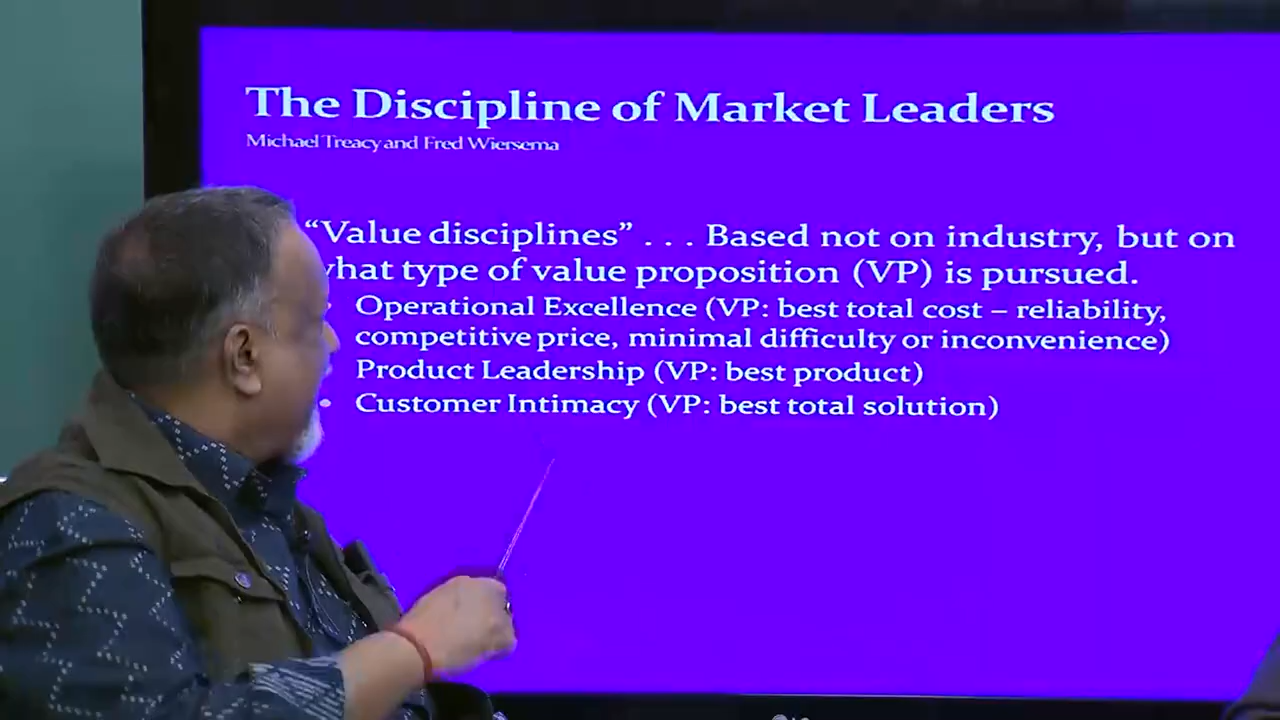 The Discipline of Market Leaders
Michael Treacy and Fred Wiersema
“Value disciplines” . . . Based not on industry, but on
what type of value proposition (VP) is pursued.
• Operational Excellence (VP: best total cost – reliability,
competitive price, minimal difficulty or inconvenience)
Product Leadership (VP: best product)
• Customer Intimacy (VP: best total solution)